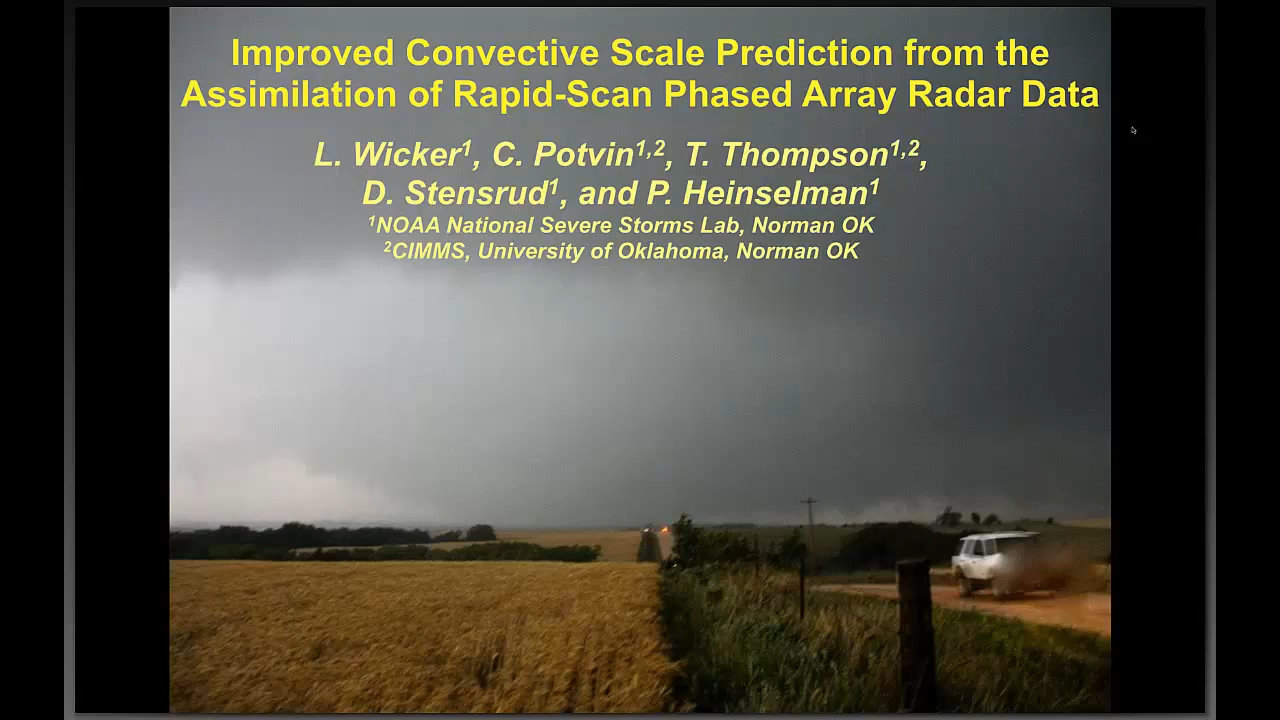 Improved Convective Scale Prediction from the
Assimilation of Rapid-Scan Phased Array Radar Data
L. Wicker¹, C. Potvin¹,², T. Thompson¹,²,
D. Stensrud¹, and P. Heinselman¹
¹NOAA National Severe Storms Lab, Norman OK
²CIMMS, University of Oklahoma, Norman OK